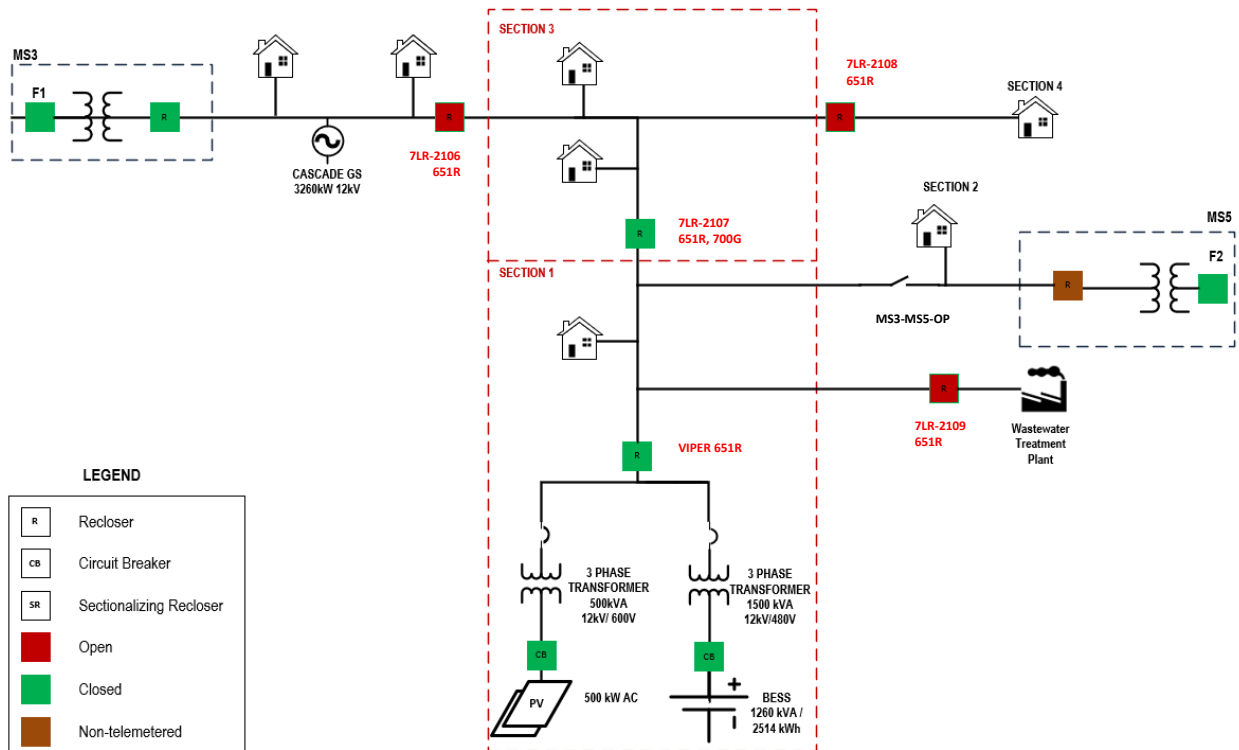 SECTION 3
MS3
F1
R
R
7LR-2106
651R
CASCADE GS
3260kW 12kV
7LR-2108
651R
R
SECTION 4
7LR-2107
651R, 700G
R
SECTION 2
MS5
F2
R
SECTION 1
MS3-MS5-OP
R
7LR-2109
651R
Wastewater
Treatment
Plant
VIPER 651R
R
3 PHASE
TRANSFORMER
500kVA
12kV/ 600V
3 PHASE
TRANSFORMER
1500 kVA
12kV/480V
CB
CB
PV
500 kW AC
BESS
1260 kVA /
2514 kWh
LEGEND
R
Recloser
CB
Circuit Breaker
SR
Sectionalizing Recloser
Open
Closed
Non-telemetered